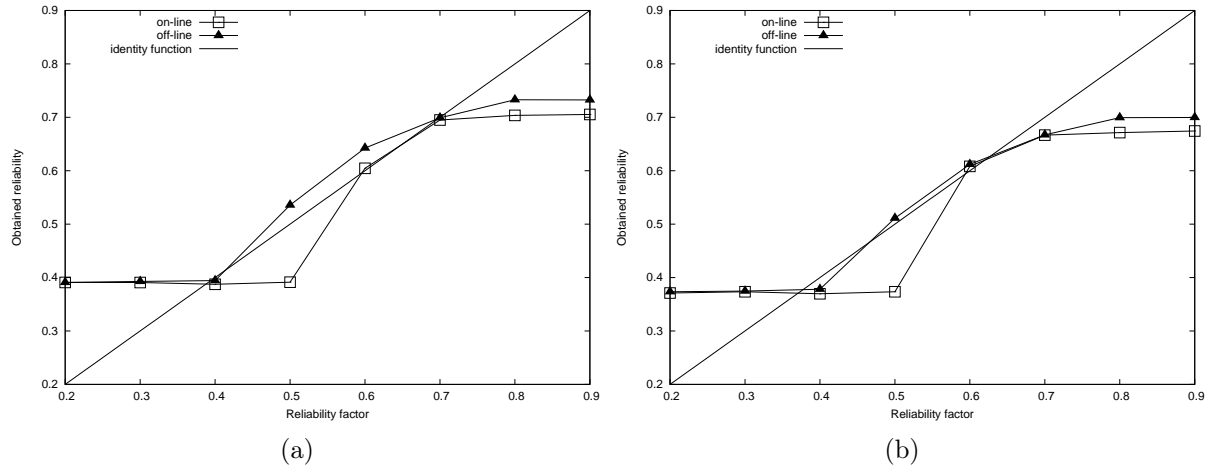 0.9
0.8
0.7
0.6
0.5
0.4
0.3
0.2
0.2 0.3 0.4 0.5 0.6 0.7 0.8 0.9
Obtained reliability
Reliability factor
on-line
off-line
identity function
(a)
0.9
0.8
0.7
0.6
0.5
0.4
0.3
0.2
0.2 0.3 0.4 0.5 0.6 0.7 0.8 0.9
Obtained reliability
Reliability factor
on-line
off-line
identity function
(b)